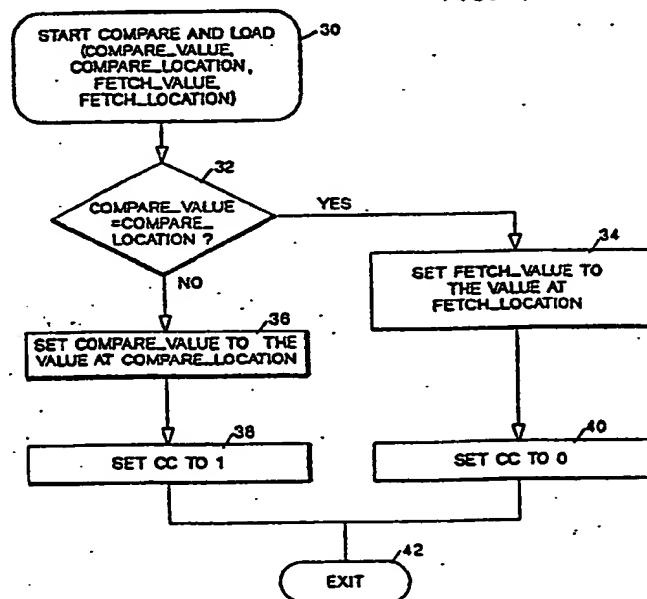 30
START COMPARE AND LOAD
(COMPARE_VALUE,
COMPARE_LOCATION,
FETCH_VALUE,
FETCH_LOCATION)
32
COMPARE_VALUE
=COMPARE_
LOCATION ?
YES
NO
34
SET FETCH_VALUE TO
THE VALUE AT
FETCH_LOCATION
36
SET COMPARE_VALUE TO THE
VALUE AT COMPARE_LOCATION
38
SET CC TO 1
40
SET CC TO 0
42
EXIT